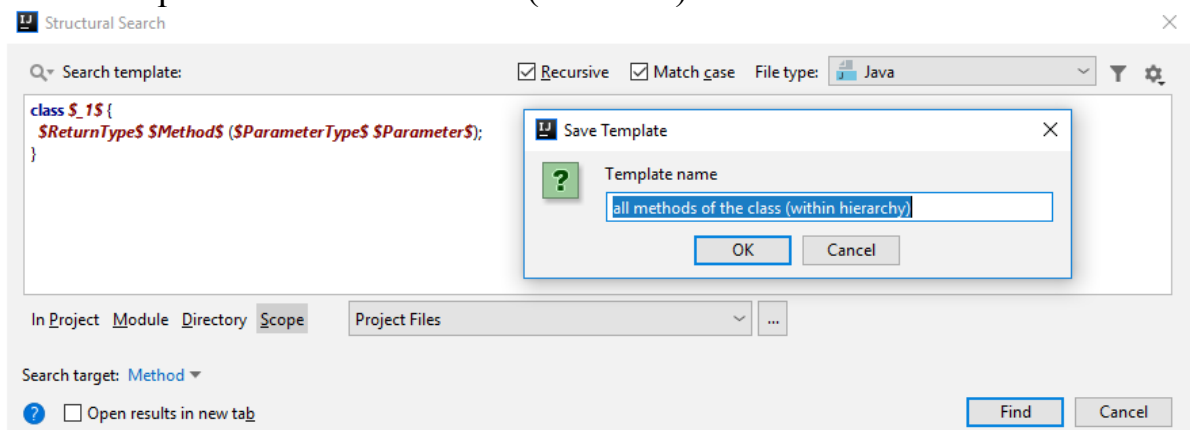 Structural Search
Search template:
Recursive
Match case
File type:
Java
class $_1$ {
$ReturnType$ $Method$ ($ParameterType$ $Parameter$);
}
Save Template
?
Template name
all methods of the class (within hierarchy)
OK
Cancel
In Project Module Directory Scope
Project Files
...
Search target: Method
?
Open results in new tab
Find
Cancel